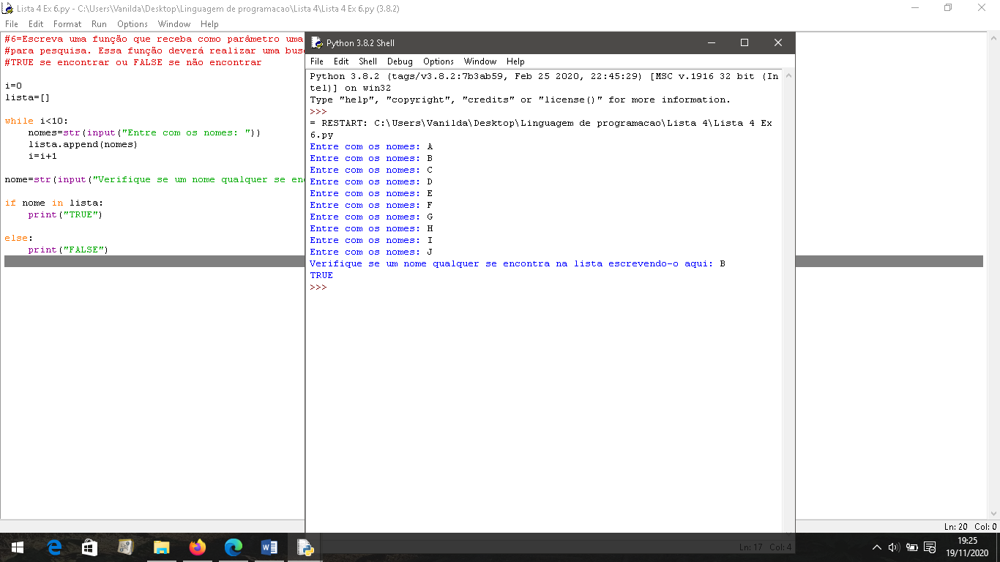 Lista 4 Ex 6.py - C:\Users\Vanilda\Desktop\Linguagem de programacao\Lista 4\Lista 4 Ex 6.py (3.8.2)
File Edit Format Run Options Window Help
#6=Escreva uma função que receba como parâmetro uma
#para pesquisa. Essa função deverá realizar uma
#TRUE se encontrar ou FALSE se não encontrar
i=0
lista=[]
while i<10:
    nomes=str(input("Entre com os nomes: "))
    lista.append(nomes)
    i=i+1
nome=str(input("Verifique se um nome qualquer se
if nome in lista:
    print("TRUE")
else:
    print("FALSE")
Ln: 20 Col: 0
Python 3.8.2 Shell
File Edit Shell Debug Options Window Help
Python 3.8.2 (tags/v3.8.2:7b3ab59, Feb 25 2020, 22:45:29) [MSC v.1916 32 bit (In
tel)] on win32
Type "help", "copyright", "credits" or "license()" for more information.
>>>
= RESTART: C:\Users\Vanilda\Desktop\Linguagem de programacao\Lista 4\Lista 4 Ex
6.py
Entre com os nomes: A
Entre com os nomes: B
Entre com os nomes: C
Entre com os nomes: D
Entre com os nomes: E
Entre com os nomes: F
Entre com os nomes: G
Entre com os nomes: H
Entre com os nomes: I
Entre com os nomes: J
Verifique se um nome qualquer se encontra na lista escrevendo-o aqui: B
TRUE
>>>
Ln: 17 Col: 4
19:25
19/11/2020